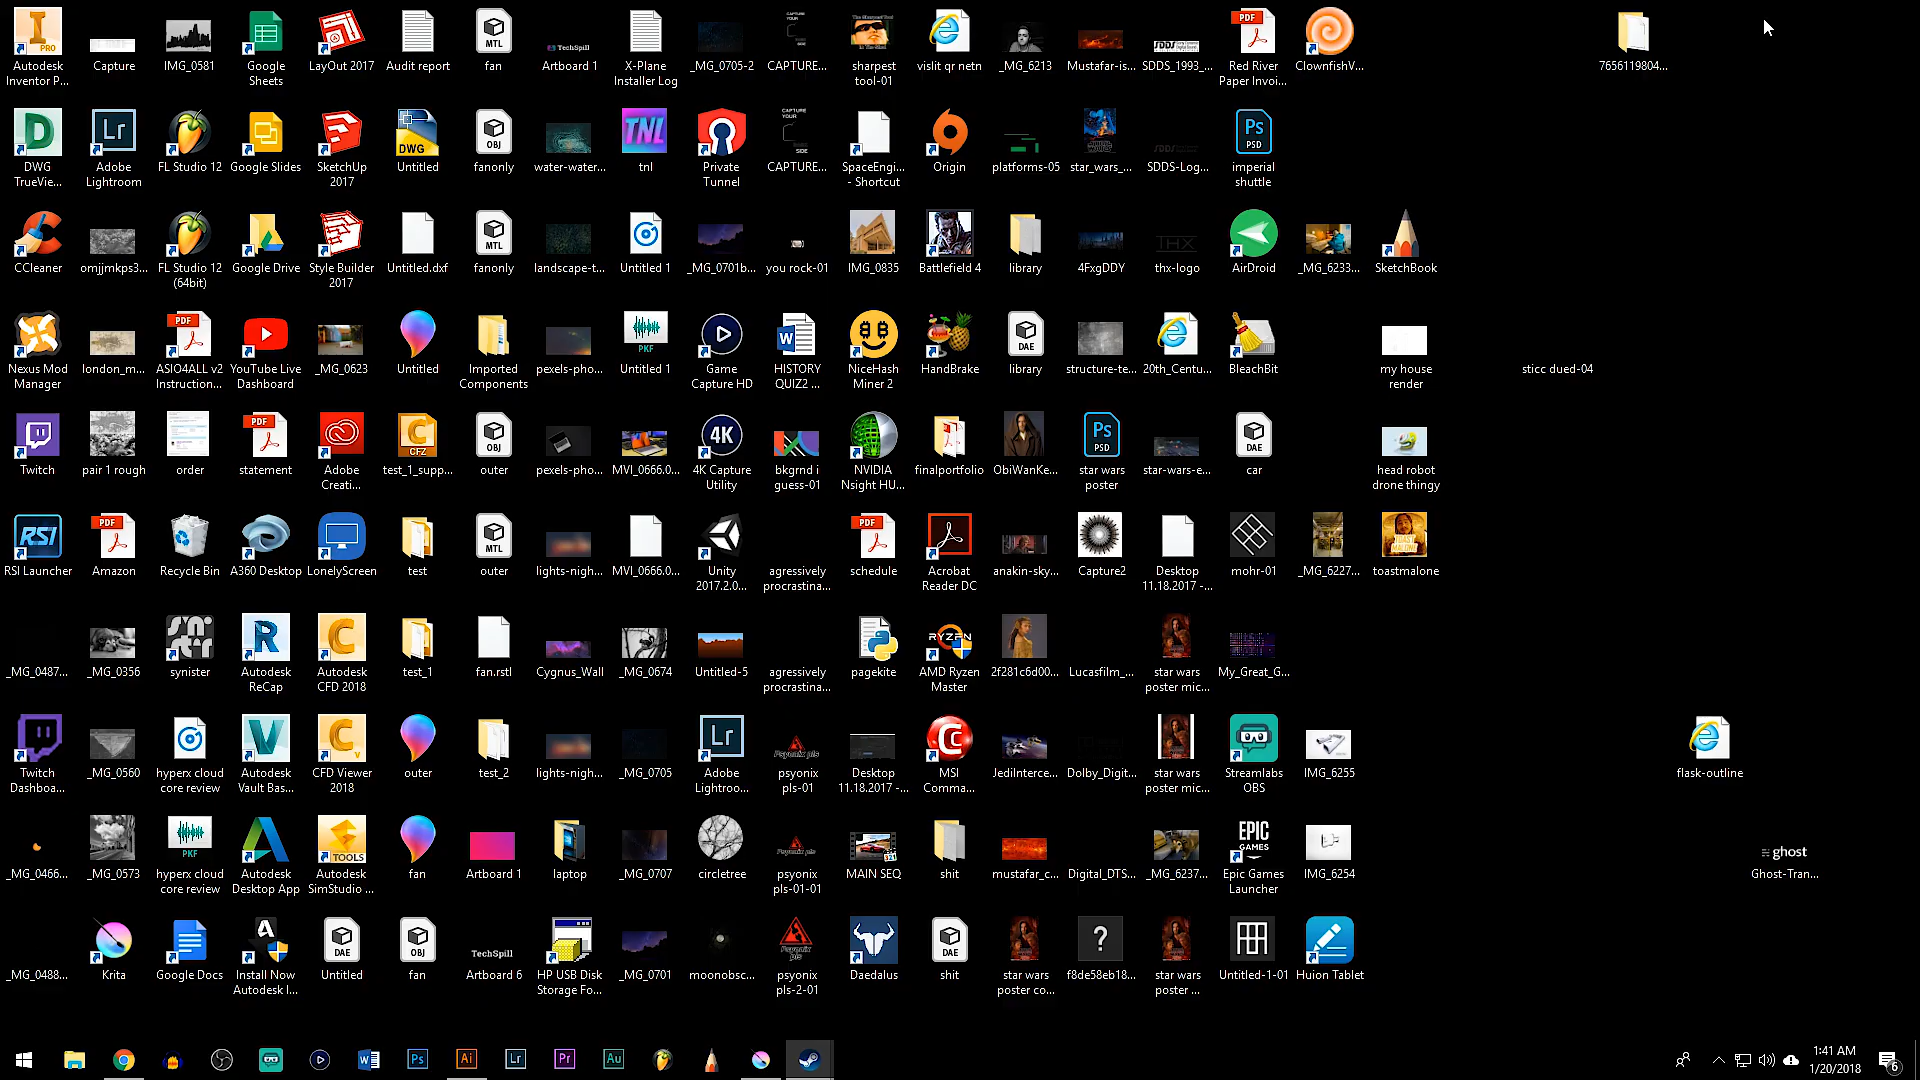 Autodesk Inventor P...
Capture
IMG_0581
Google Sheets
LayOut 2017
Audit report
fan
Artboard 1
X-Plane Installer Log
_MG_0705-2
CAPTURE...
sharpest tool-01
vislit qr netn
_MG_6213
Mustafar-is...
SDDS_1993_...
Red River Paper Invoi...
ClownfishV...
7656119804...
DWG TrueVie...
Adobe Lightroom
FL Studio 12
Google Slides
SketchUp 2017
Untitled
fanonly
water-water...
tnl
Private Tunnel
CAPTURE...
SpaceEngi... - Shortcut
Origin
platforms-05
star_wars_...
SDDS-Log...
imperial shuttle
CCleaner
omjjmkps3...
FL Studio 12 (64bit)
Google Drive
Style Builder 2017
Untitled.dxf
fanonly
landscape-t...
Untitled 1
_MG_0701b...
you rock-01
IMG_0835
Battlefield 4
library
4FxgDDY
thx-logo
AirDroid
_MG_6233...
SketchBook
Nexus Mod Manager
london_m...
ASIO4ALL v2 Instruction...
YouTube Live Dashboard
_MG_0623
Untitled
Imported Components
pexels-pho...
Untitled 1
Game Capture HD
HISTORY QUIZ2 ...
NiceHash Miner 2
HandBrake
library
structure-te...
20th_Centu...
BleachBit
my house render
sticc dued-04
Twitch
pair 1 rough
order
statement
Adobe Creati...
test_1_supp...
outer
pexels-pho...
MVI_0666.0...
4K Capture Utility
bkgrnd i guess-01
NVIDIA Nsight HU...
finalportfolio
ObiWanKe...
star wars poster
star-wars-e...
car
head robot drone thingy
RSI Launcher
Amazon
Recycle Bin
A360 Desktop
LonelyScreen
test
outer
lights-nigh...
MVI_0666.0...
Unity 2017.2.0...
agressively procrastina...
schedule
Acrobat Reader DC
anakin-sky...
Capture2
Desktop 11.18.2017 -...
mohr-01
_MG_6227...
toastmalone
_MG_0487...
_MG_0356
synister
Autodesk ReCap
Autodesk CFD 2018
test_1
fan.rstl
Cygnus_Wall
_MG_0674
Untitled-5
agressively procrastina...
pagekite
AMD Ryzen Master
2f281c6d00...
Lucasfilm_...
star wars poster mic...
My_Great_G...
Twitch Dashboa...
_MG_0560
hyperx cloud core review
Autodesk Vault Bas...
CFD Viewer 2018
outer
test_2
lights-nigh...
_MG_0705
Adobe Lightroo...
psyonix pls-01
Desktop 11.18.2017 -...
MSI Comma...
JediInterce...
Dolby_Digit...
star wars poster mic...
Streamlabs OBS
IMG_6255
flask-outline
_MG_0466...
_MG_0573
hyperx cloud core review
Autodesk Desktop App
Autodesk SimStudio ...
fan
Artboard 1
laptop
_MG_0707
circletree
psyonix pls-01-01
MAIN SEQ
shit
mustafar_c...
Digital_DTS...
_MG_6237...
Epic Games Launcher
IMG_6254
ghost
Ghost-Tran...
_MG_0488...
Krita
Google Docs
Install Now Autodesk I...
Untitled
fan
Artboard 6
HP USB Disk Storage Fo...
_MG_0701
moonobsc...
psyonix pls-2-01
Daedalus
shit
star wars poster co...
f8de58eb18...
star wars poster ...
Untitled-1-01
Huion Tablet
1:41 AM
1/20/2018
6